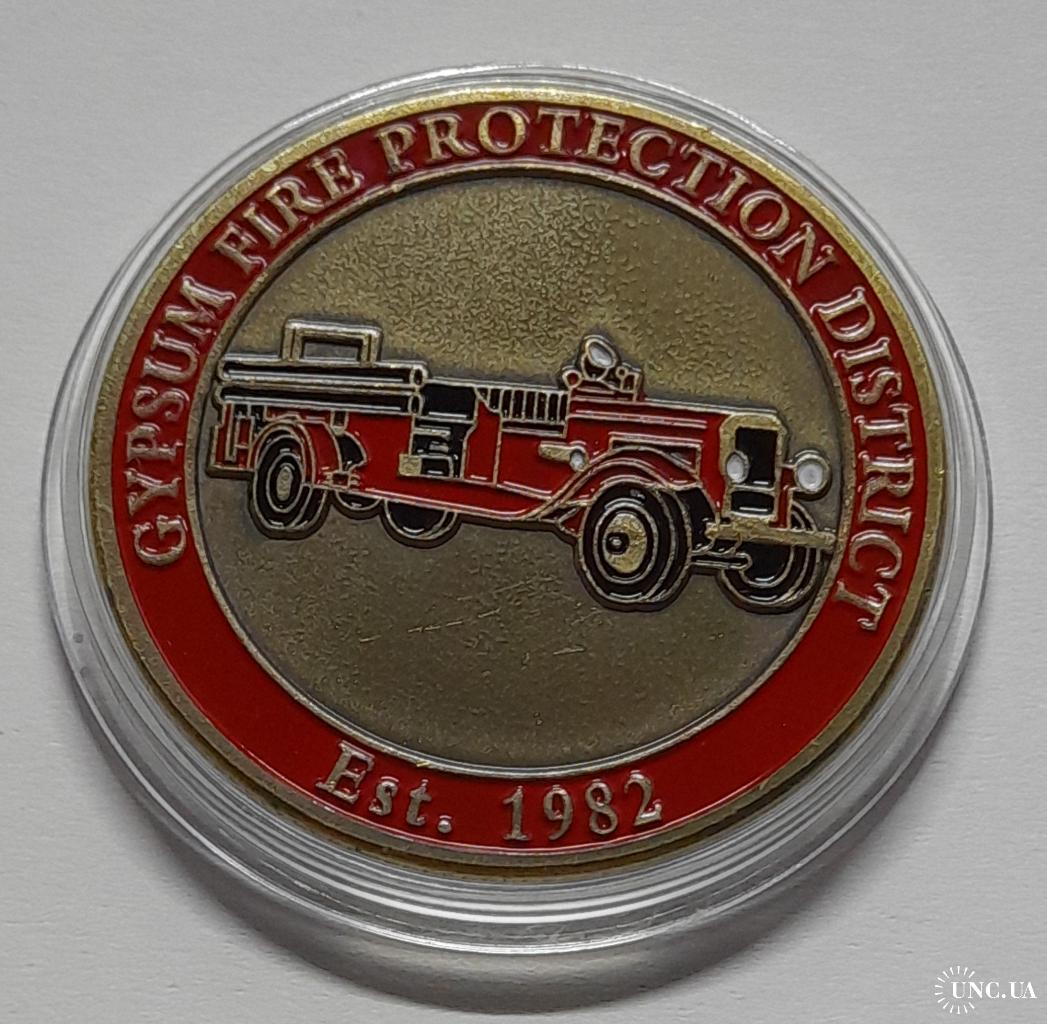 GYPSUM FIRE PROTECTION DISTRICT
Est. 1982
UNC.UA